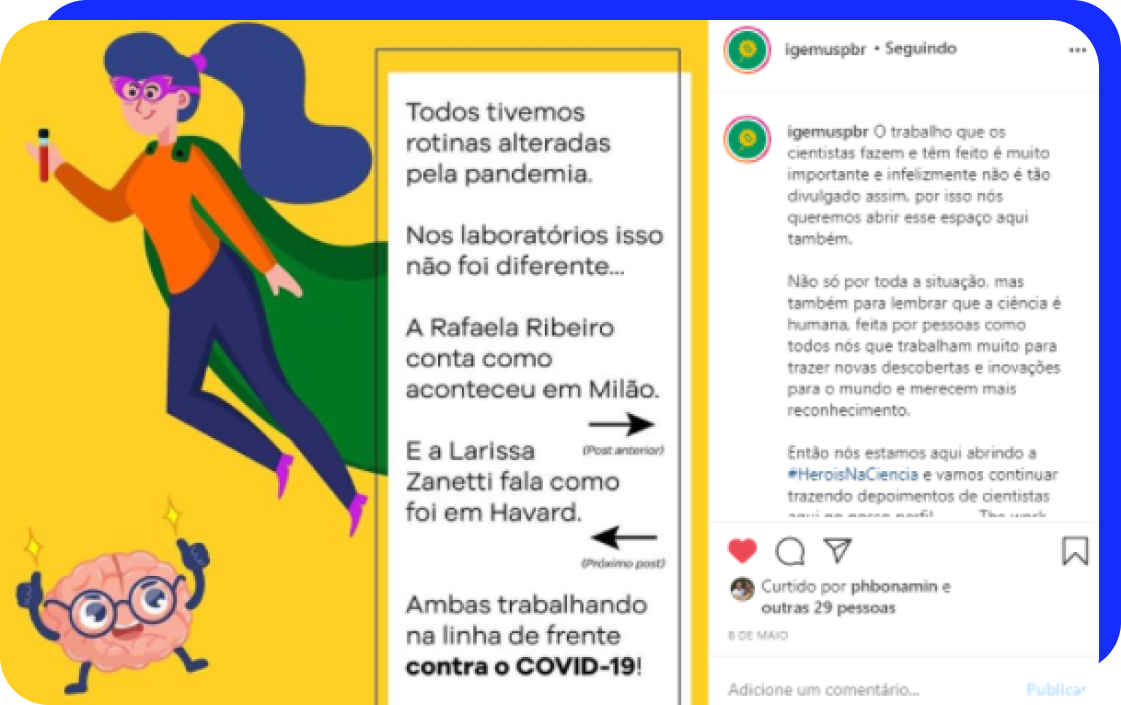 Todos tivemos
rotinas alteradas
pela pandemia.
Nos laboratórios isso
não foi diferente...
A Rafaela Ribeiro
conta como
aconteceu em Milão.
(Post anterior)
E a Larissa
Zanetti fala como
foi em Havard.
(Próximo post)
Ambas trabalhando
na linha de frente
contra o COVID-19!
igemuspbr • Seguindo
igemuspbr O trabalho que os
cientistas fazem e têm feito é muito
importante e infelizmente não é tão
divulgado assim, por isso nós
queremos abrir esse espaço aqui
também.
Não só por toda a situação, mas
também para lembrar que a ciência é
humana, feita por pessoas como
todos nós que trabalham muito para
trazer novas descobertas e inovações
para o mundo e merecem mais
reconhecimento.
Então nós estamos aqui abrindo a
#HeroisNaCiencia e vamos continuar
trazendo depoimentos de cientistas
aqui no nosso perfil! The work
Curtido por phbonamin e
outras 29 pessoas
8 DE MAIO
Adicione um comentário...
Publicar